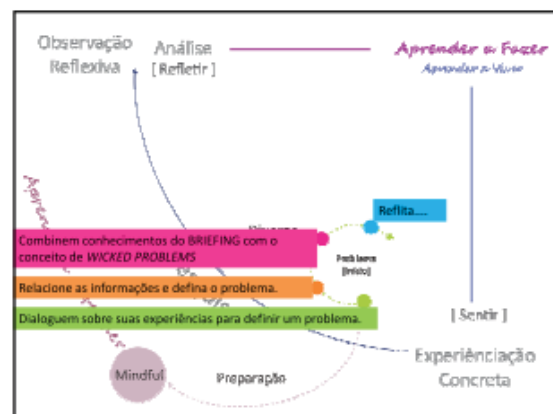 Observação
Reflexiva
Análise
[ Refletir ]
Aprender a Fazer
Aprender a Viver
Reflita....
Combinem conhecimentos do BRIEFING com o
conceito de WICKED PROBLEMS
Problema
[Início]
Relacione as informações e defina o problema.
Dialoguem sobre suas experiências para definir um problema.
[ Sentir ]
Experiênciação
Concreta
Mindful
Preparação